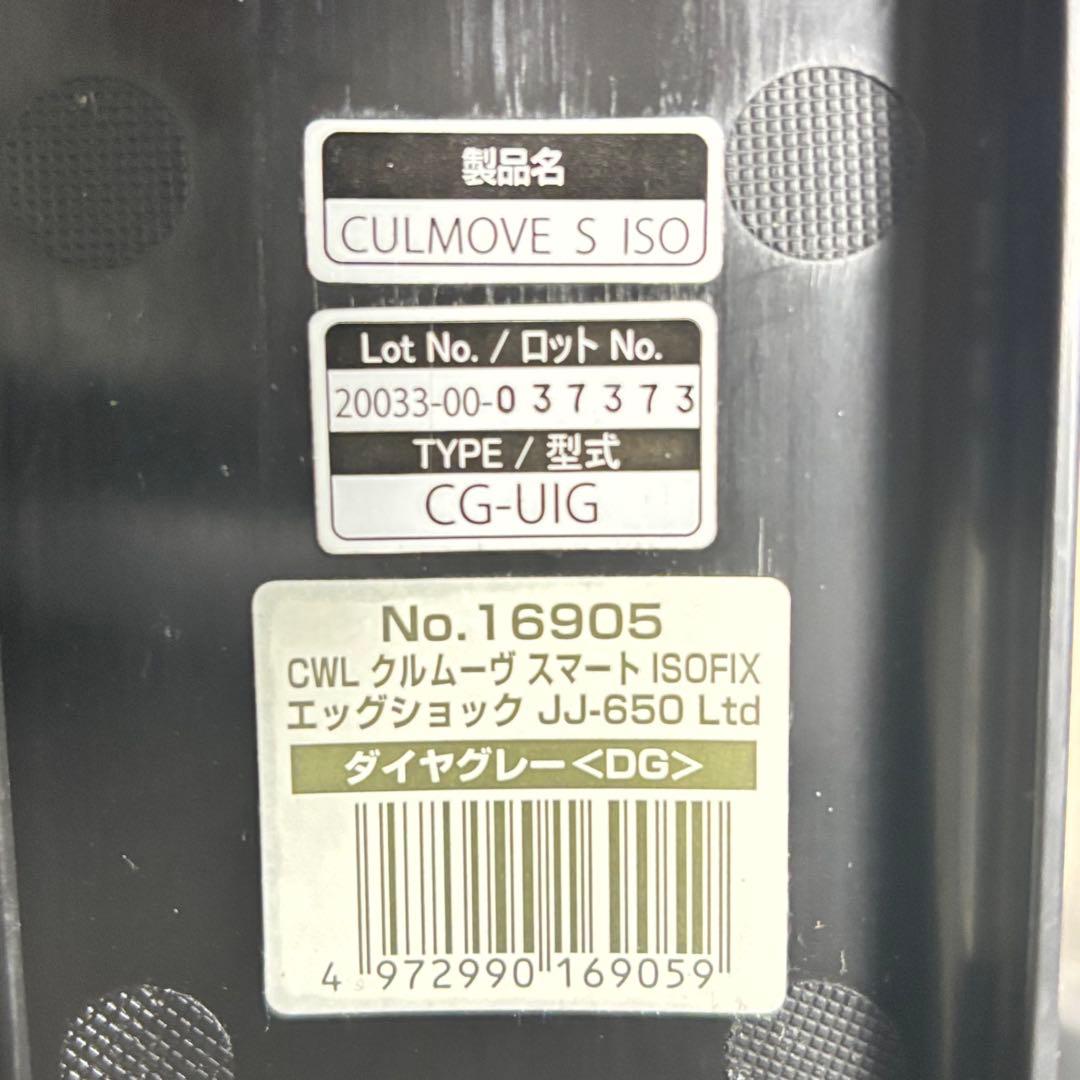 製品名
CULMOVE S ISO
Lot No. / ロット No.
20033-00-037373
TYPE / 型式
CG-UIG
No.16905
CWL クルムーヴ スマート ISOFIX
エッグショック JJ-650 Ltd
ダイヤグレー<DG>
4 972990 169059